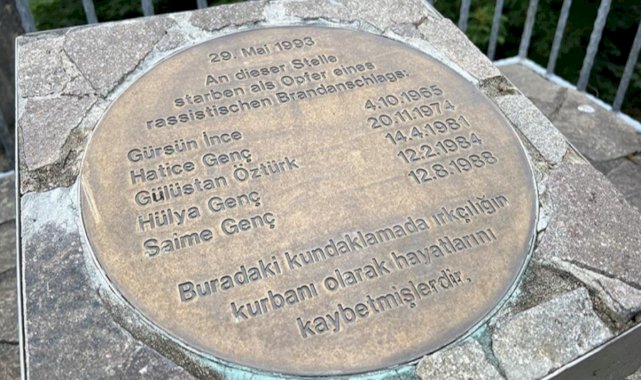 29. Mai 1993
An dieser Stelle
starben als Opfer eines
rassistischen Brandanschlags:
Gürsün İnce 4.10.1965
Hatice Genç 20.11.1974
Gülüstan Öztürk 14.4.1981
Hülya Genç 12.2.1984
Saime Genç 12.8.1988
Buradaki kundaklamada ırkçılığın
kurbanı olarak hayatlarını
kaybetmişlerdir.